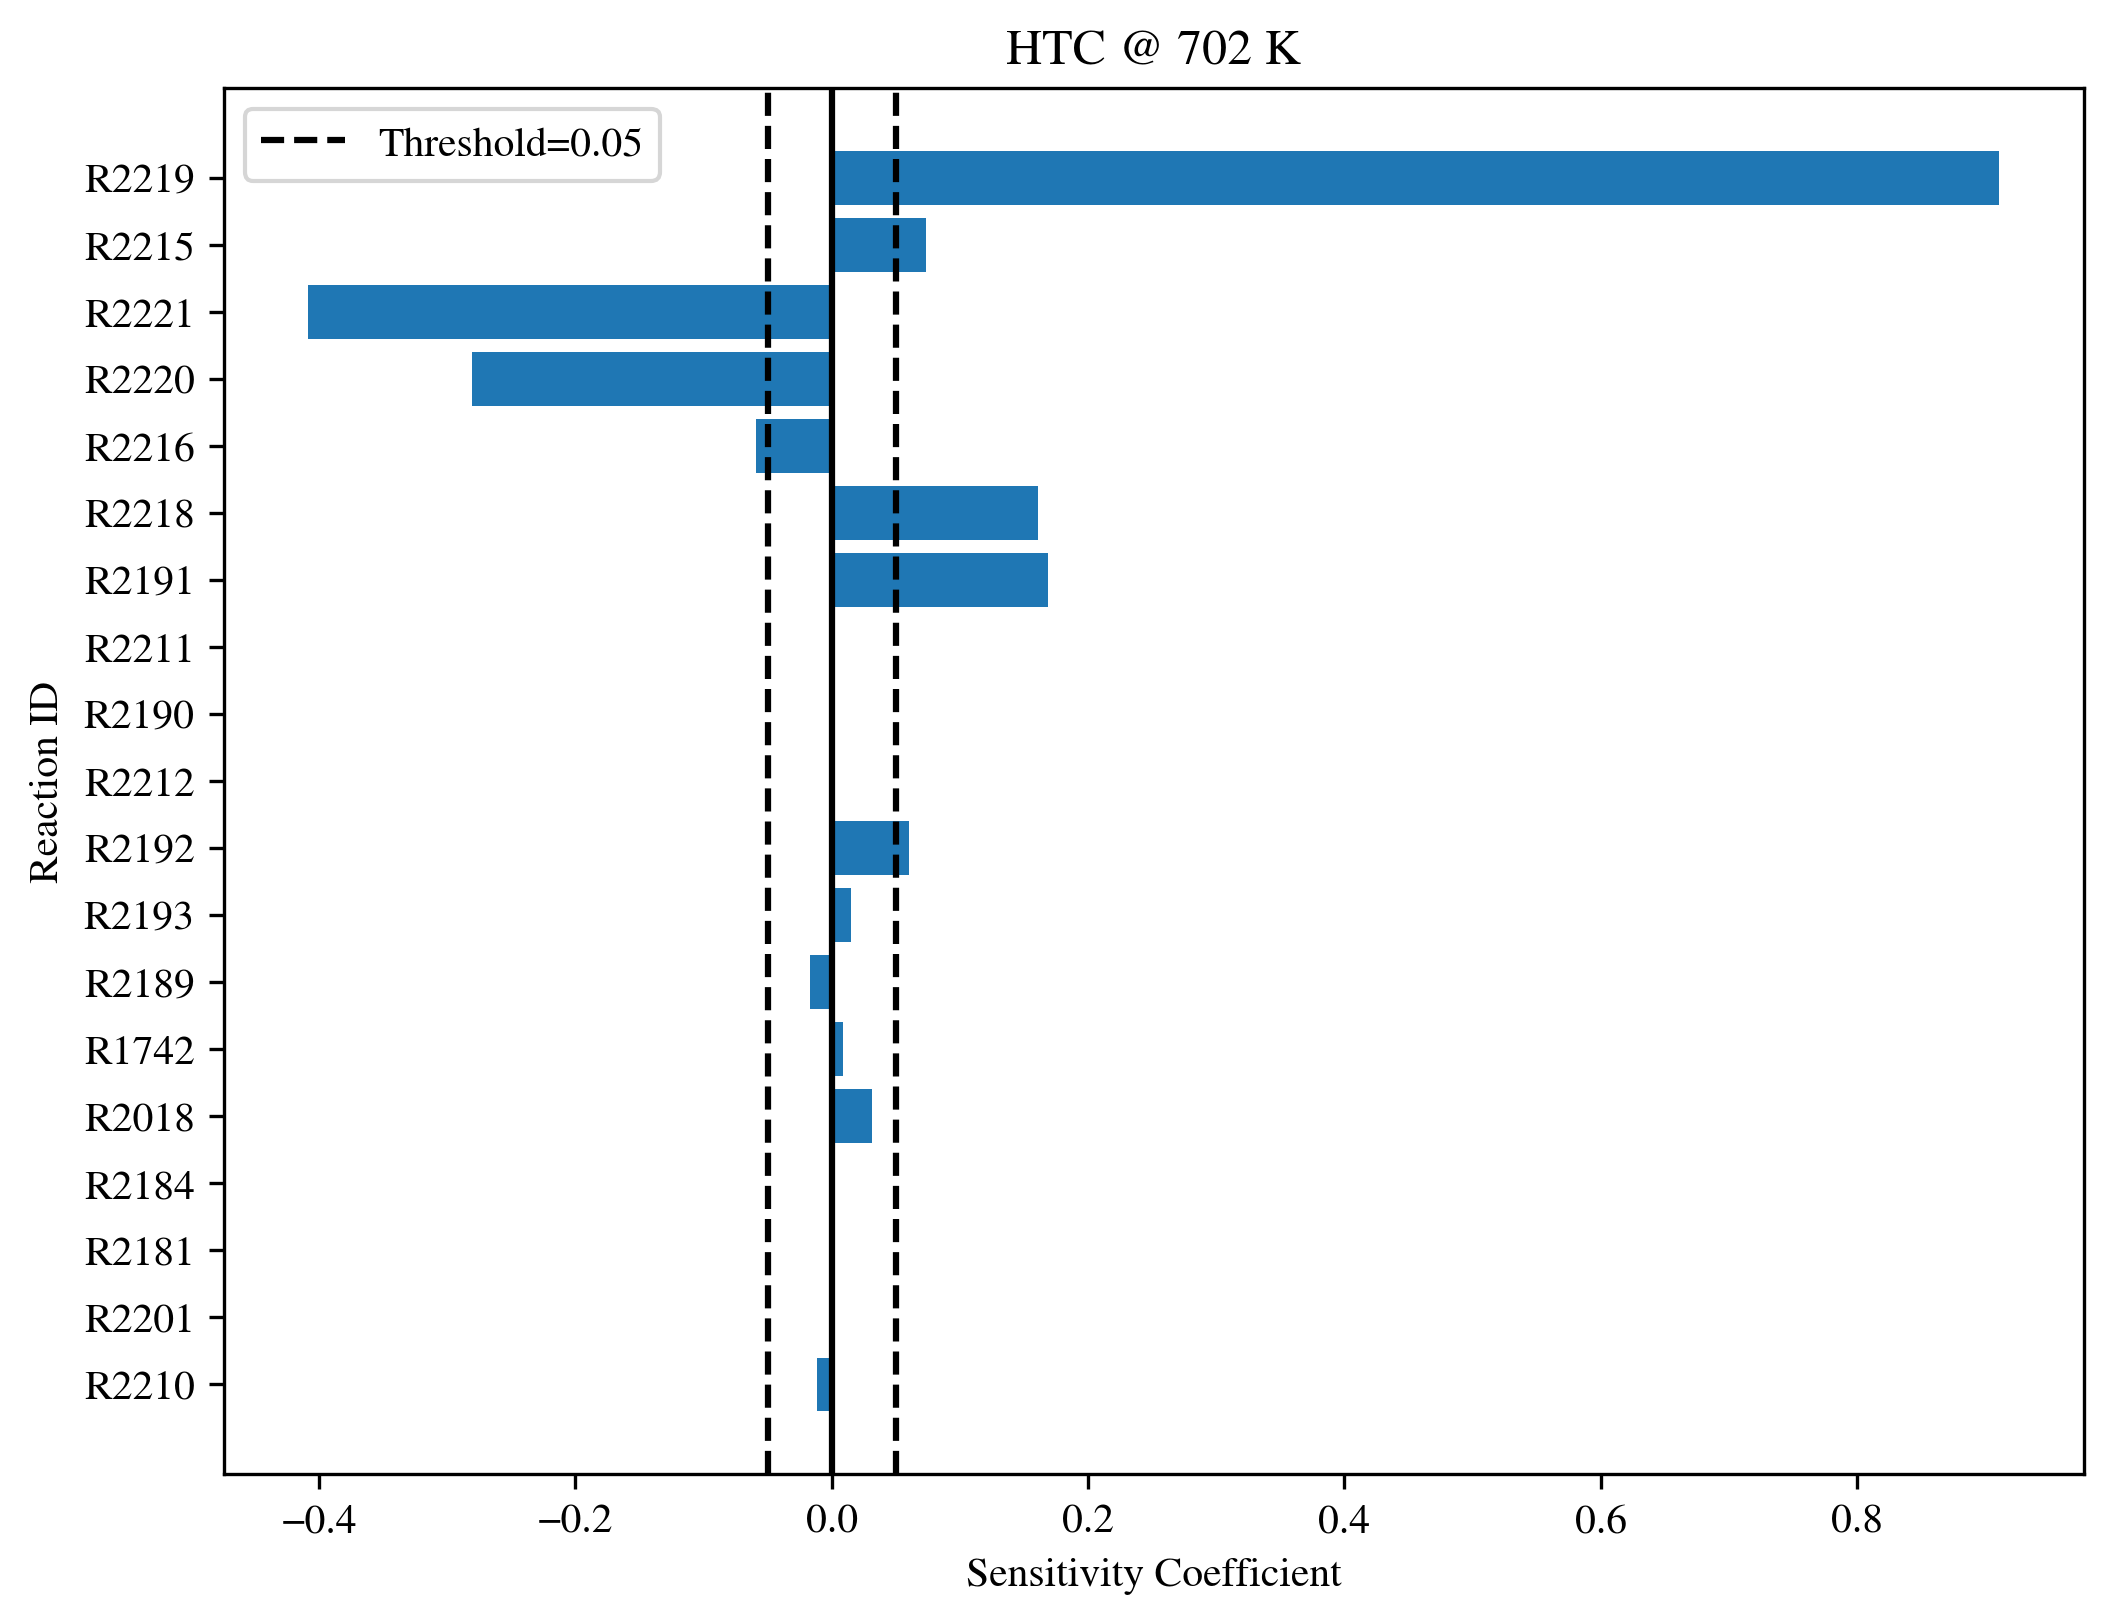 HTC @ 702 K
Threshold=0.05
R2219
R2215
R2221
R2220
R2216
R2218
R2191
R2211
R2190
R2212
R2192
R2193
R2189
R1742
R2018
R2184
R2181
R2201
R2210
Reaction ID
−0.4 −0.2 0.0 0.2 0.4 0.6 0.8
Sensitivity Coefficient